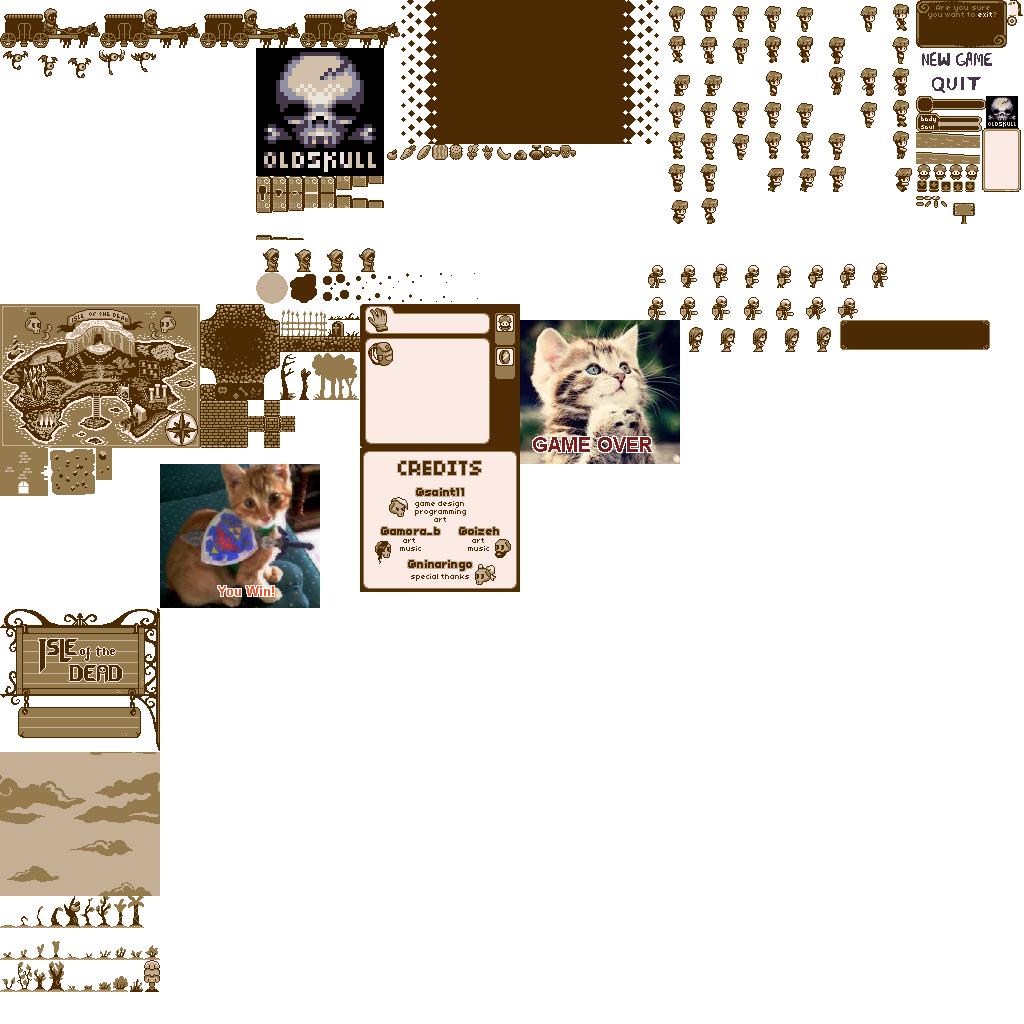 Are you sure
you want to exit?
NEW GAME
QUIT
body
soul
OLDSKULL
OLDSKULL
ISLE OF THE DEAD
GAME OVER
CREDITS
@saint11
game design
programming
art
@amora_b
art
music
@oizeh
art
music
@ninaringo
special thanks
You Win!
ISLE of the
DEAD